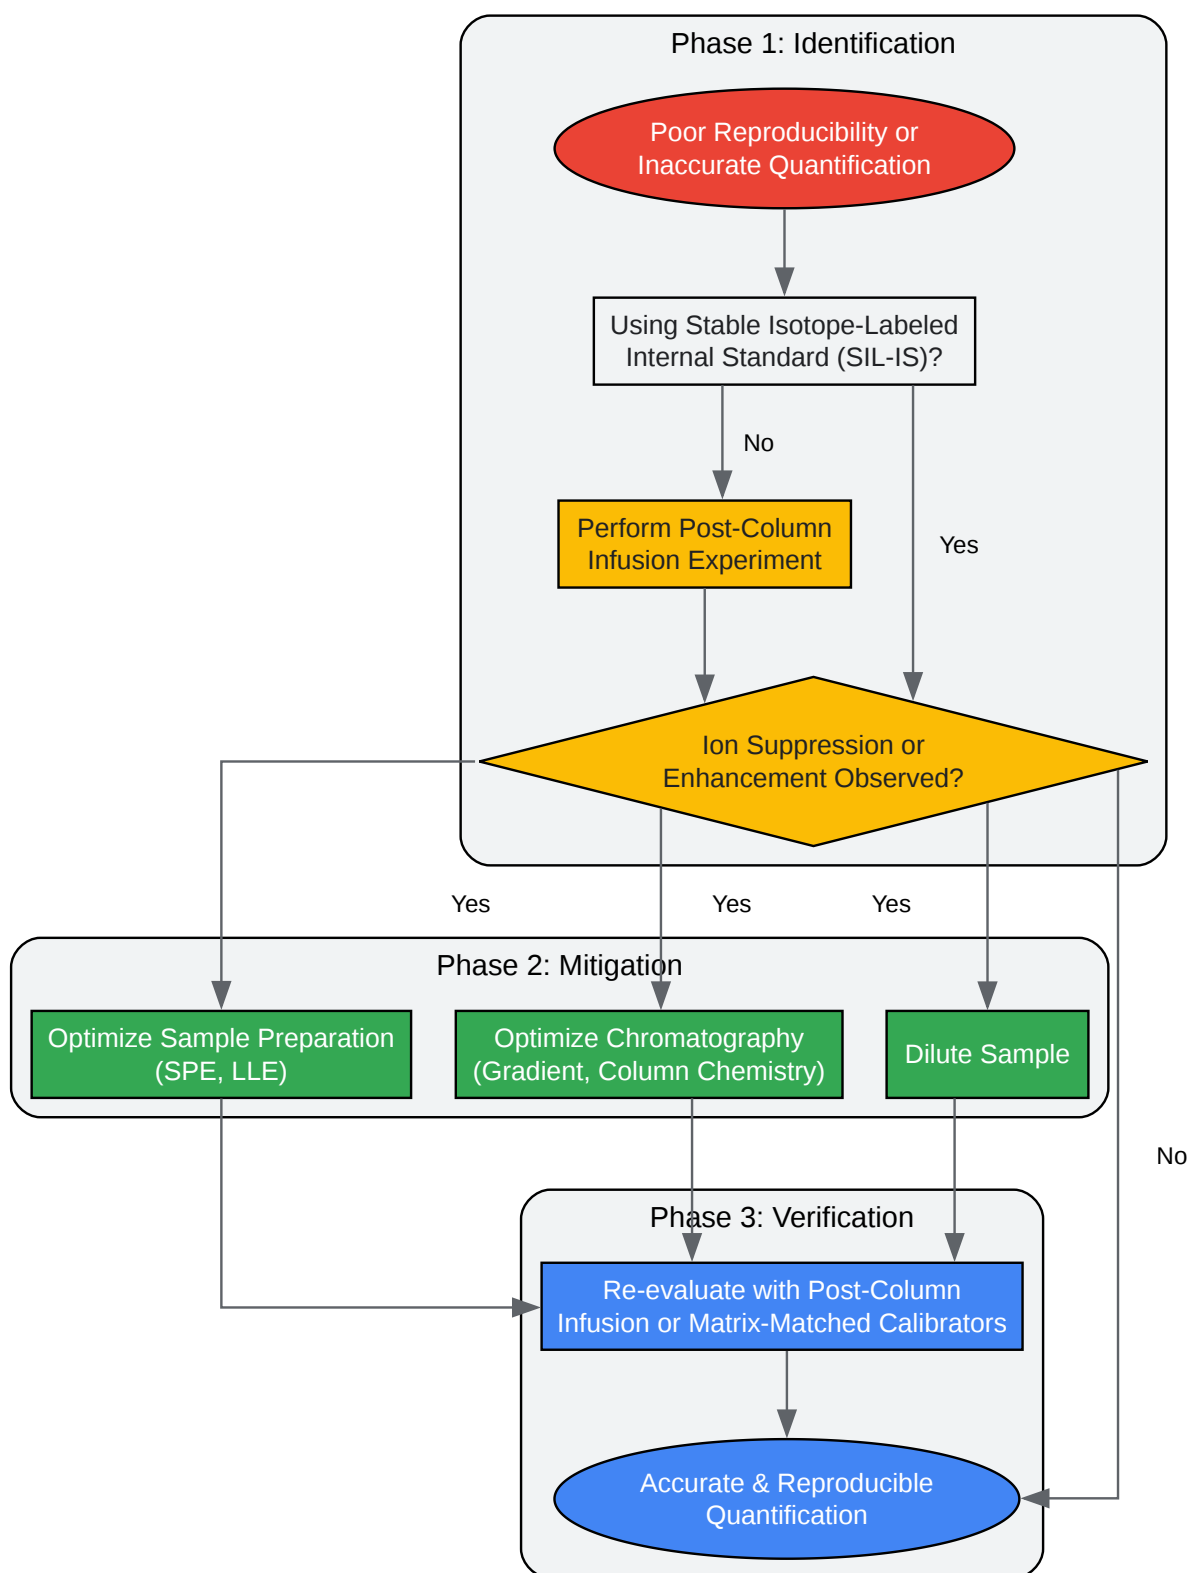 Phase 1: Identification
Poor Reproducibility or
Inaccurate Quantification
Using Stable Isotope-Labeled
Internal Standard (SIL-IS)?
No
Perform Post-Column
Infusion Experiment
Yes
Ion Suppression or
Enhancement Observed?
Yes
Yes
Yes
Phase 2: Mitigation
Optimize Sample Preparation
(SPE, LLE)
Optimize Chromatography
(Gradient, Column Chemistry)
Dilute Sample
No
Phase 3: Verification
Re-evaluate with Post-Column
Infusion or Matrix-Matched Calibrators
Accurate & Reproducible
Quantification